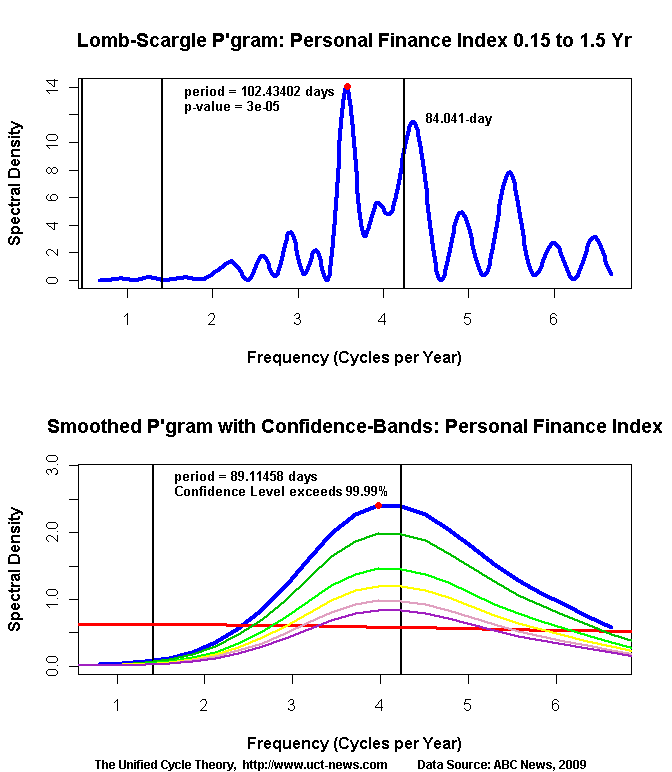 Lomb-Scargle P'gram: Personal Finance Index 0.15 to 1.5 Yr
Spectral Density
14
10
8
6
4
2
0
period = 102.43402 days
p-value = 3e-05
84.041-day
1 2 3 4 5 6
Frequency (Cycles per Year)
Smoothed P'gram with Confidence-Bands: Personal Finance Index
Spectral Density
3.0
2.0
1.0
0.0
period = 89.11458 days
Confidence Level exceeds 99.99%
1 2 3 4 5 6
Frequency (Cycles per Year)
The Unified Cycle Theory, http://www.uct-news.com Data Source: ABC News, 2009